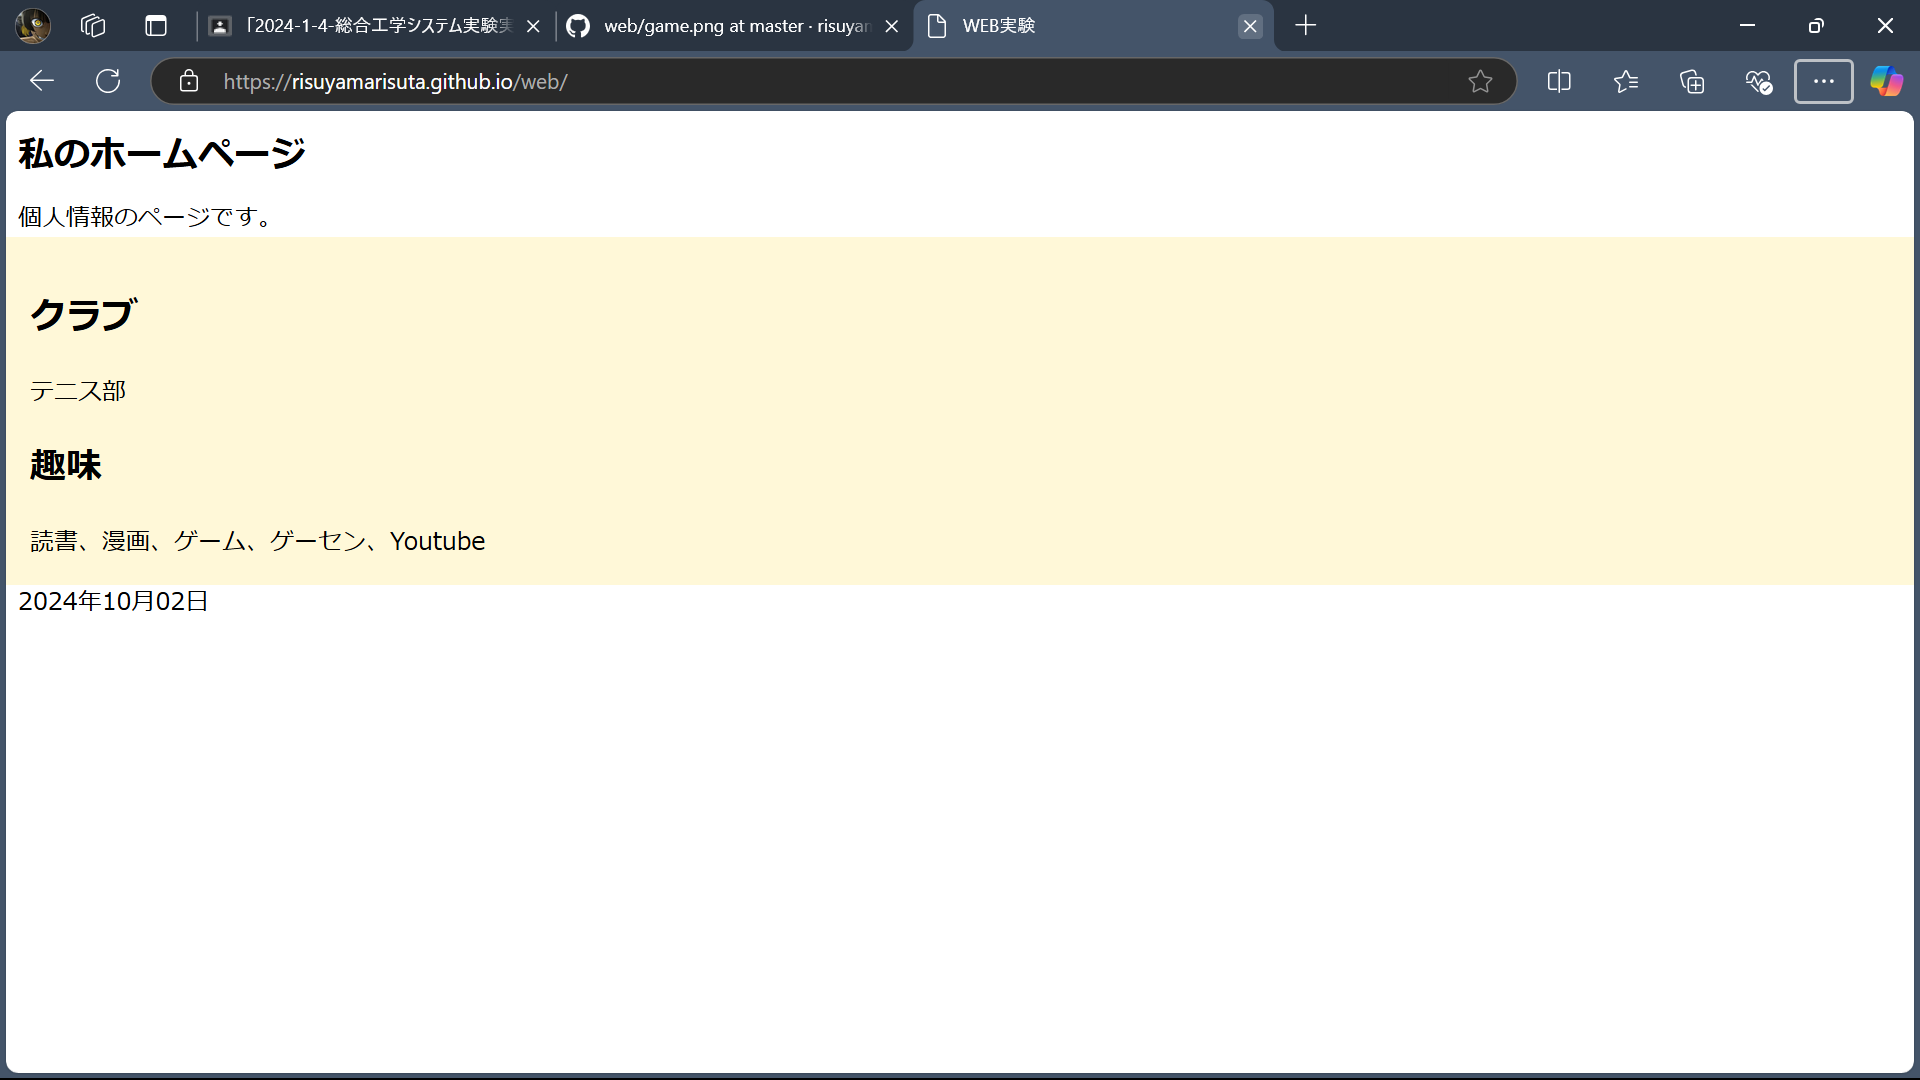 「2024-1-4-総合工学システム実験実
web/game.png at master · risuyan
WEB実験
https://risuyamarisuta.github.io/web/
私のホームページ
個人情報のページです。
クラブ
テニス部
趣味
読書、漫画、ゲーム、ゲーセン、Youtube
2024年10月02日